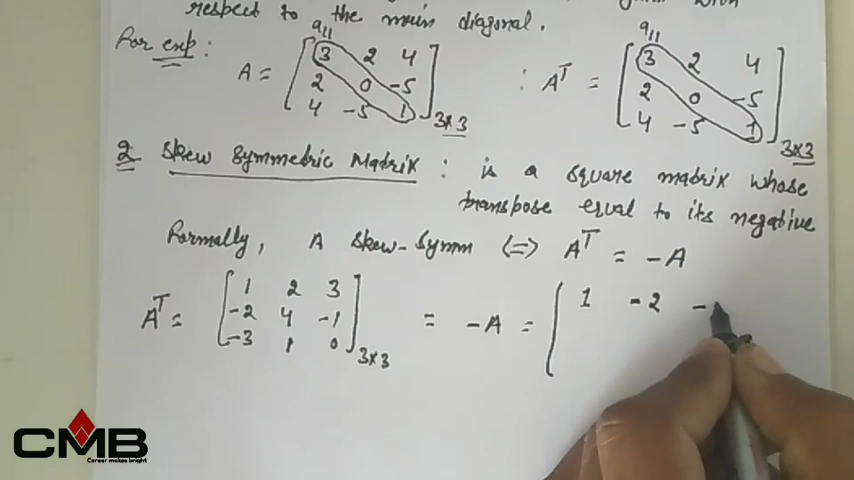 respect to the main diagonal.
For exp :
a11
A = [ 3 2 4
2 0 -5
4 -5 1 ] 3×3
a11
: A^T = [ 3 2 4
2 0 -5
4 -5 1 ] 3×3
2 Skew Symmetric Matrix : is a square matrix whose
transpose equal to its negative
Formally, A Skew-Symm <=> A^T = -A
A^T = [ 1 2 3
-2 4 -1
-3 1 0 ] 3×3
= -A = [ 1 -2 -
CMB
Career makes bright